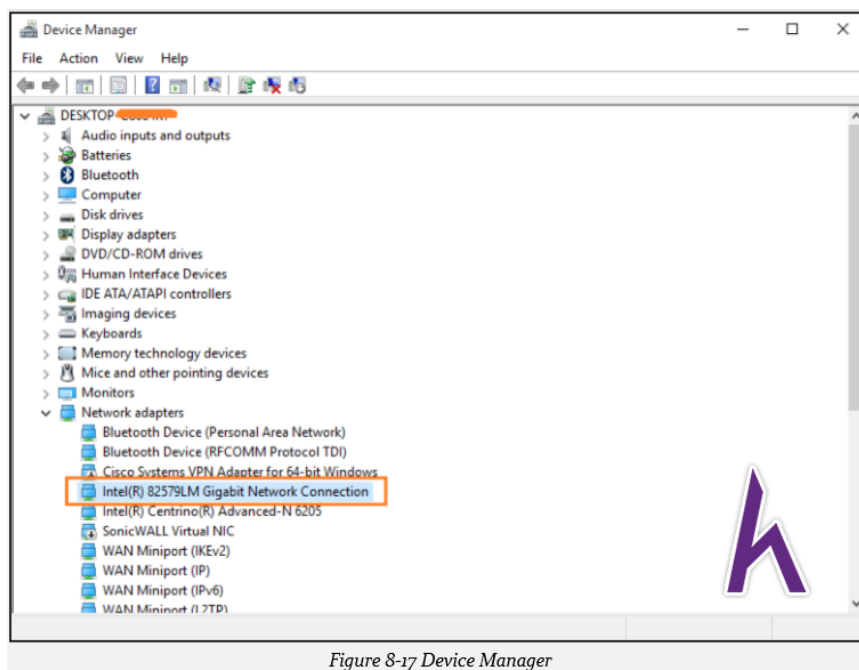 Device Manager
File Action View Help
DESKTOP-
Audio inputs and outputs
Batteries
Bluetooth
Computer
Disk drives
Display adapters
DVD/CD-ROM drives
Human Interface Devices
IDE ATA/ATAPI controllers
Imaging devices
Keyboards
Memory technology devices
Mice and other pointing devices
Monitors
Network adapters
Bluetooth Device (Personal Area Network)
Bluetooth Device (RFCOMM Protocol TDI)
Cisco Systems VPN Adapter for 64-bit Windows
Intel(R) 82579LM Gigabit Network Connection
Intel(R) Centrino(R) Advanced-N 6205
SonicWALL Virtual NIC
WAN Miniport (IKEv2)
WAN Miniport (IP)
WAN Miniport (IPv6)
WAN Miniport (L2TP)
Figure 8-17 Device Manager